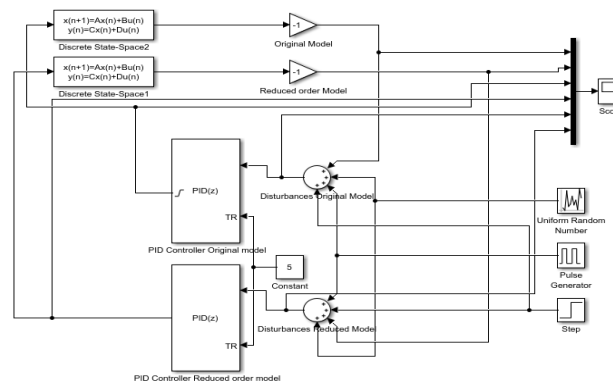 x(n+1)=Ax(n)+Bu(n)
y(n)=Cx(n)+Du(n)
Discrete State-Space2
-1
Original Model
x(n+1)=Ax(n)+Bu(n)
y(n)=Cx(n)+Du(n)
Discrete State-Space1
-1
Reduced order Model
PID(z)
TR
PID Controller Original model
Disturbances Original Model
Uniform Random
Number
5
Constant
Pulse
Generator
PID(z)
TR
PID Controller Reduced order model
Disturbances Reduced Model
Step